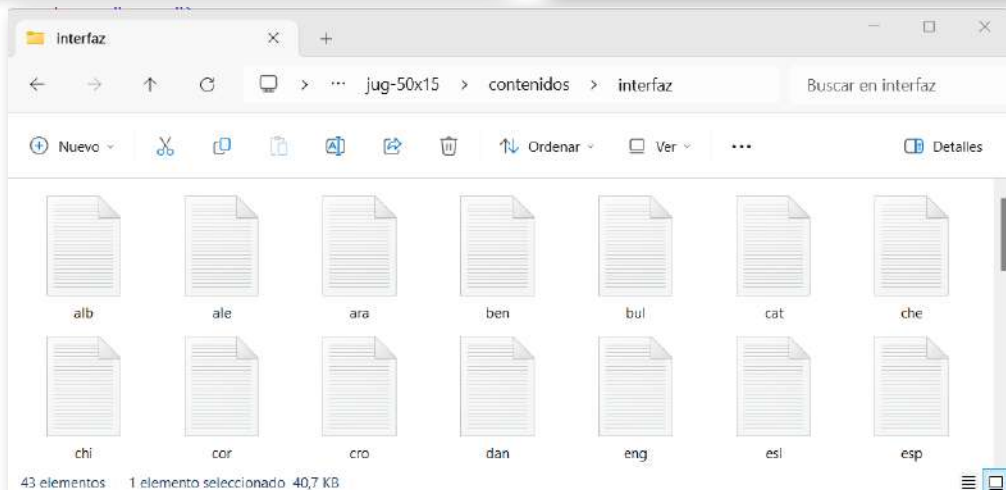 interfaz
jug-50x15 > contenidos > interfaz
Buscar en interfaz
Nuevo
Ordenar
Ver
Detalles
alb ale ara ben bul cat che
chi cor cro dan eng esl esp
43 elementos 1 elemento seleccionado 40,7 KB